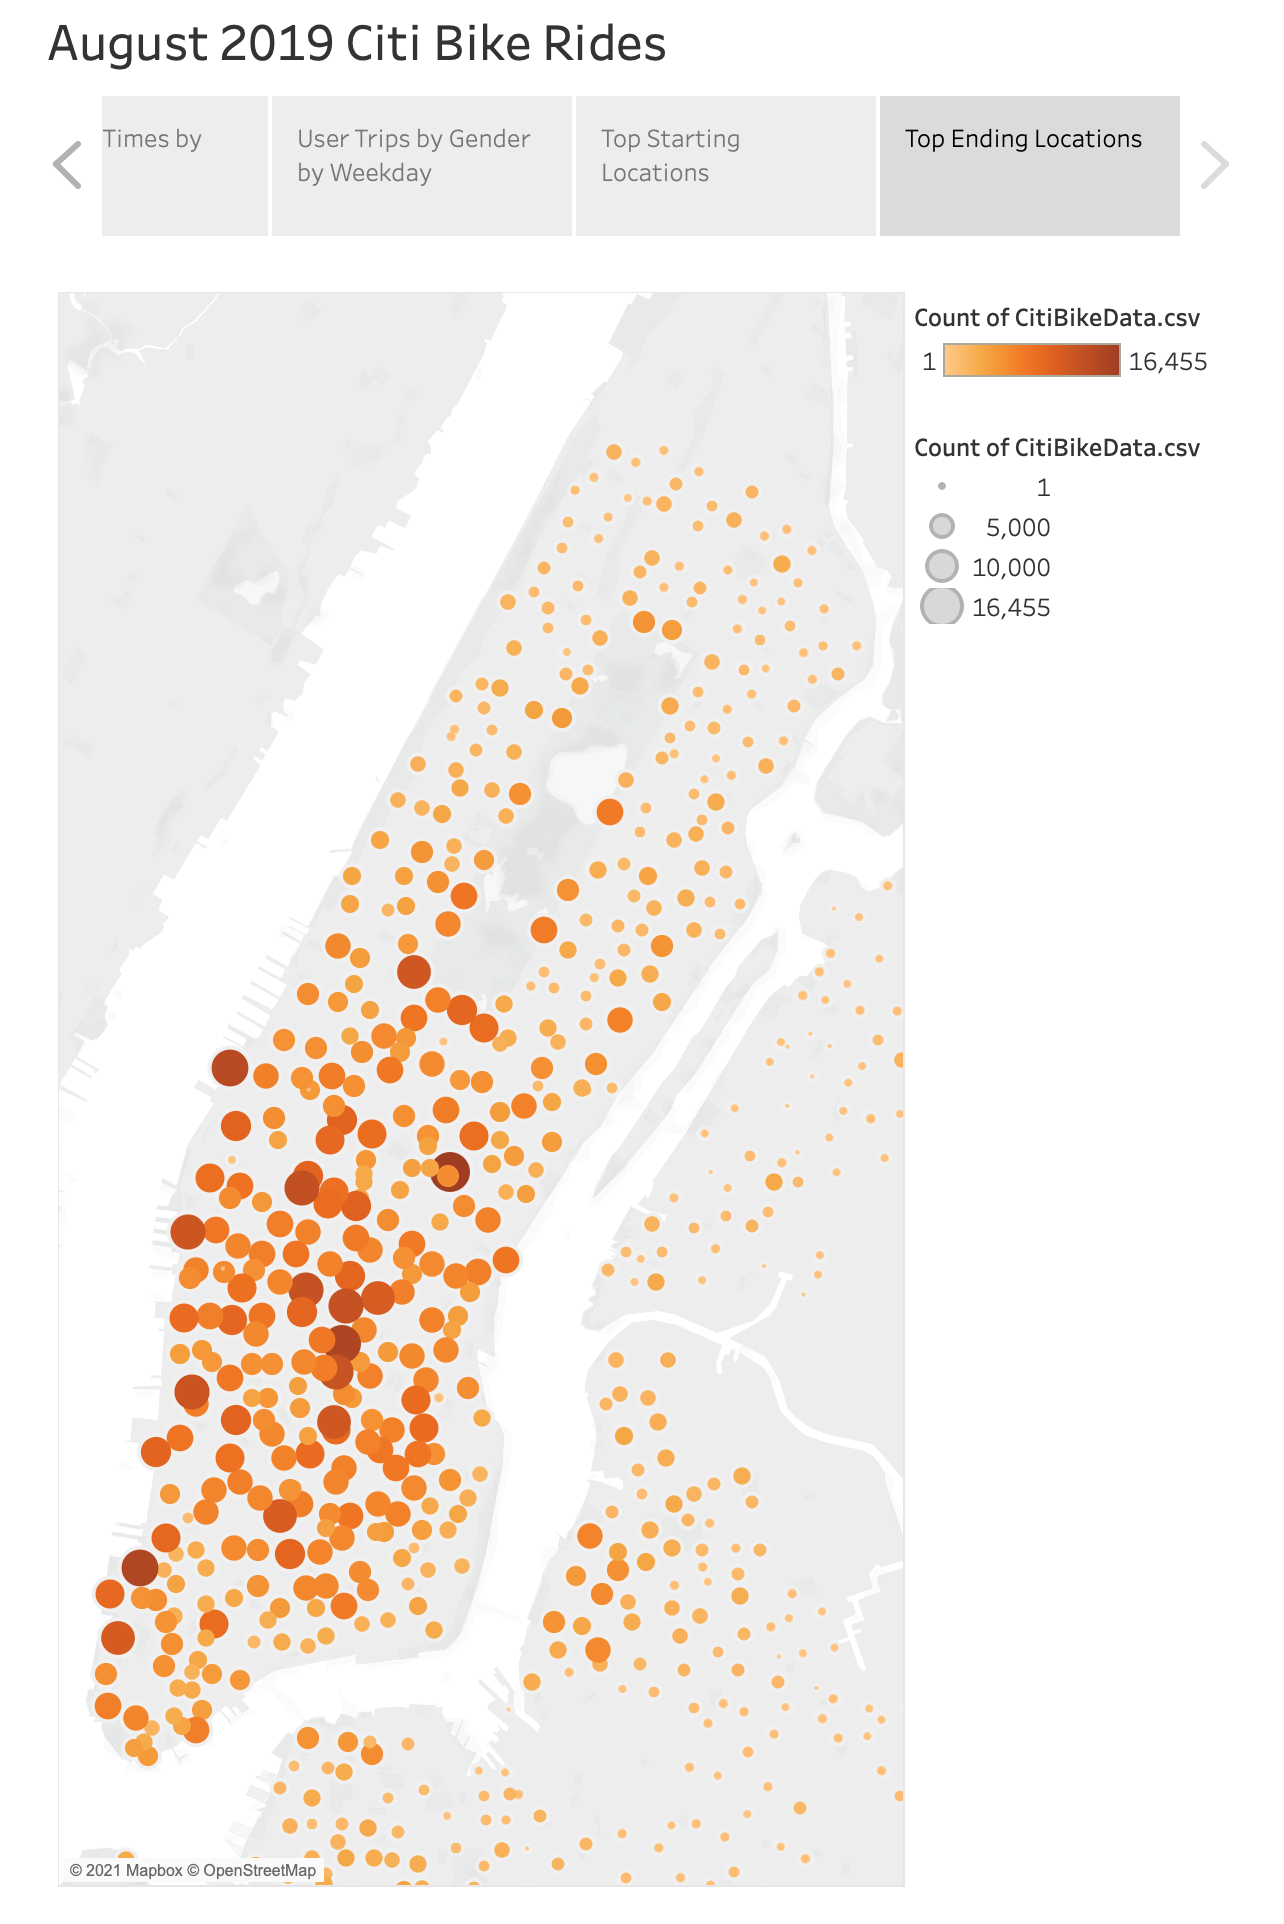 August 2019 Citi Bike Rides
Times by
User Trips by Gender
by Weekday
Top Starting
Locations
Top Ending Locations
Count of CitiBikeData.csv
1 16,455
Count of CitiBikeData.csv
1
5,000
10,000
16,455
© 2021 Mapbox © OpenStreetMap